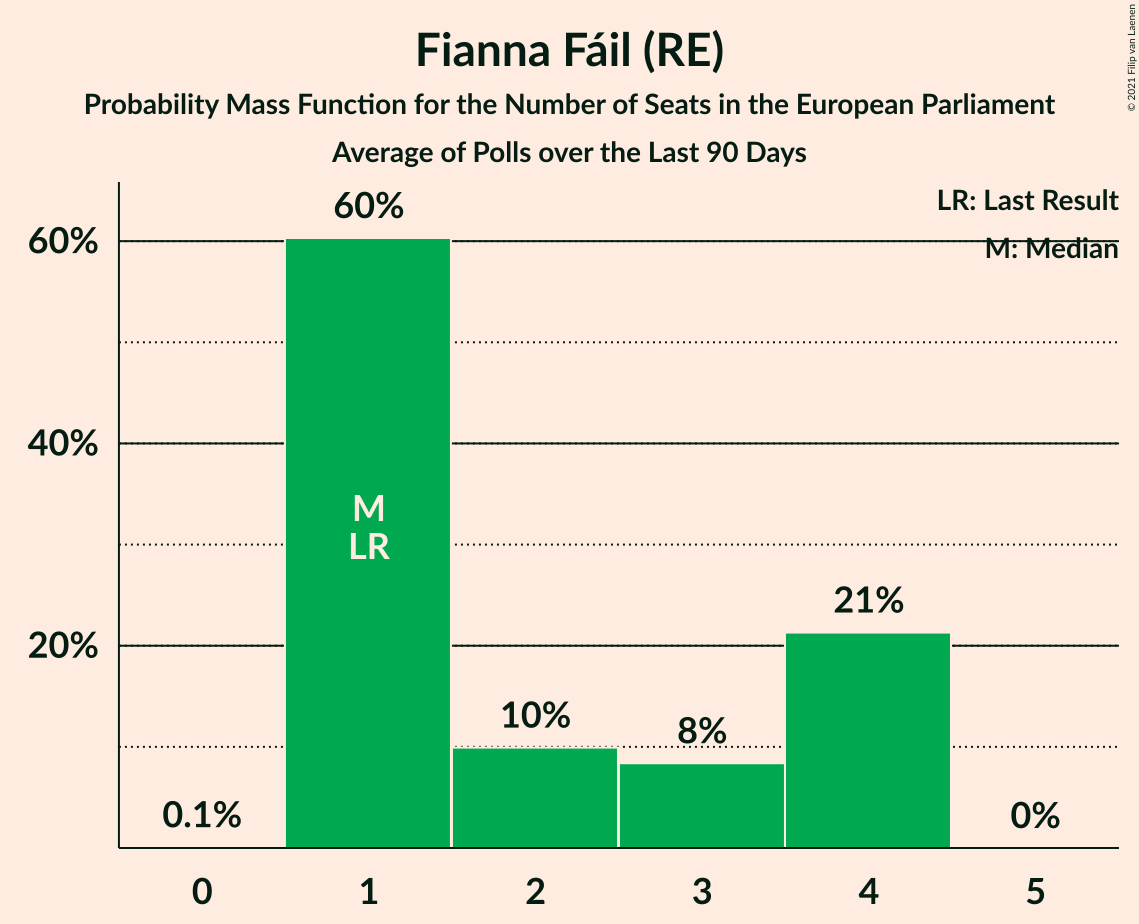 Fianna Fáil (RE)
Probability Mass Function for the Number of Seats in the European Parliament
Average of Polls over the Last 90 Days
© 2021 Filip van Laenen
LR: Last Result
M: Median
60%
40%
20%
0.1%
60%
M
LR
10%
8%
21%
0%
0 1 2 3 4 5